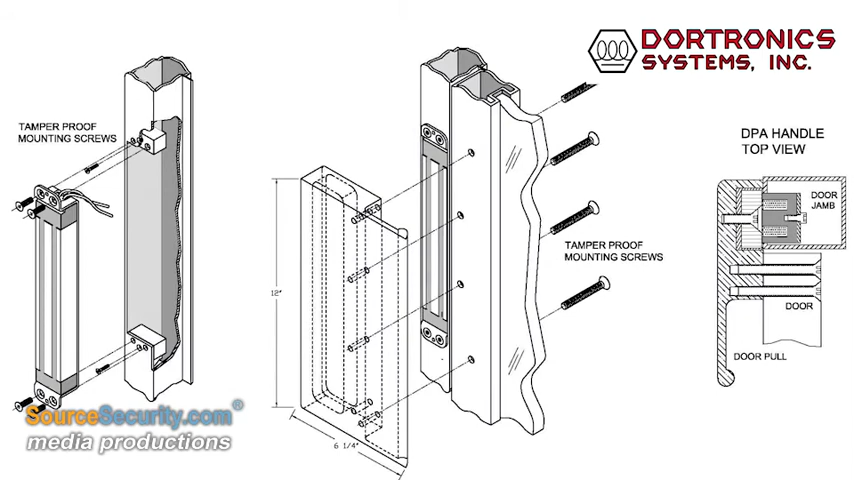 DORTRONICS
SYSTEMS, INC.
TAMPER PROOF
MOUNTING SCREWS
DPA HANDLE
TOP VIEW
DOOR
JAMB
TAMPER PROOF
MOUNTING SCREWS
12"
DOOR
DOOR PULL
6 1/4"
SourceSecurity.com®
media productions